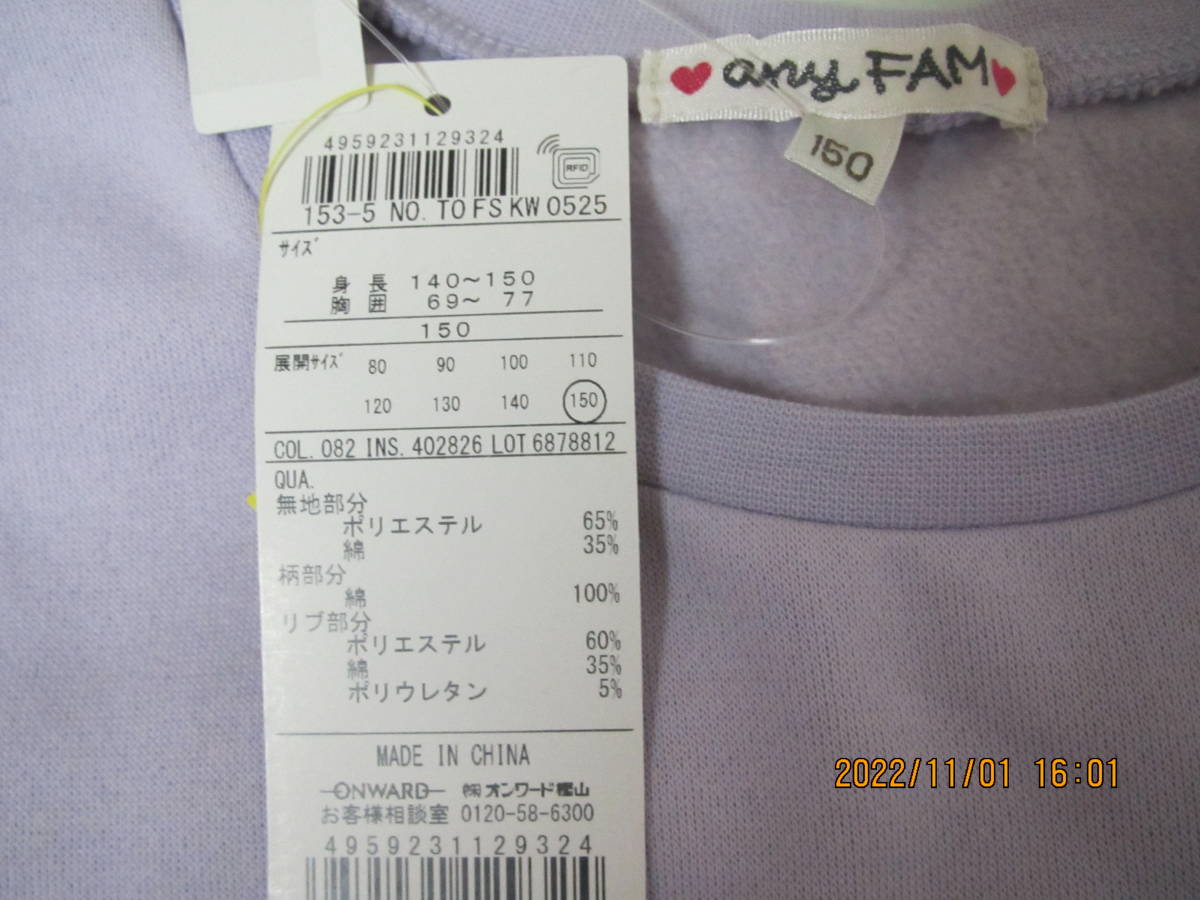 any FAM
150
4959231129324
RFID
153-5 NO. TOFSKW0525
サイズ
身長 140～150
胸囲 69～ 77
150
展開サイズ 80 90 100 110
120 130 140 150
COL. 082 INS. 402826 LOT 6878812
QUA.
無地部分
ポリエステル 65%
綿 35%
柄部分
綿 100%
リブ部分
ポリエステル 60%
綿 35%
ポリウレタン 5%
MADE IN CHINA
ONWARD ㈱オンワード樫山
お客様相談室 0120-58-6300
4959231129324
2022/11/01 16:01